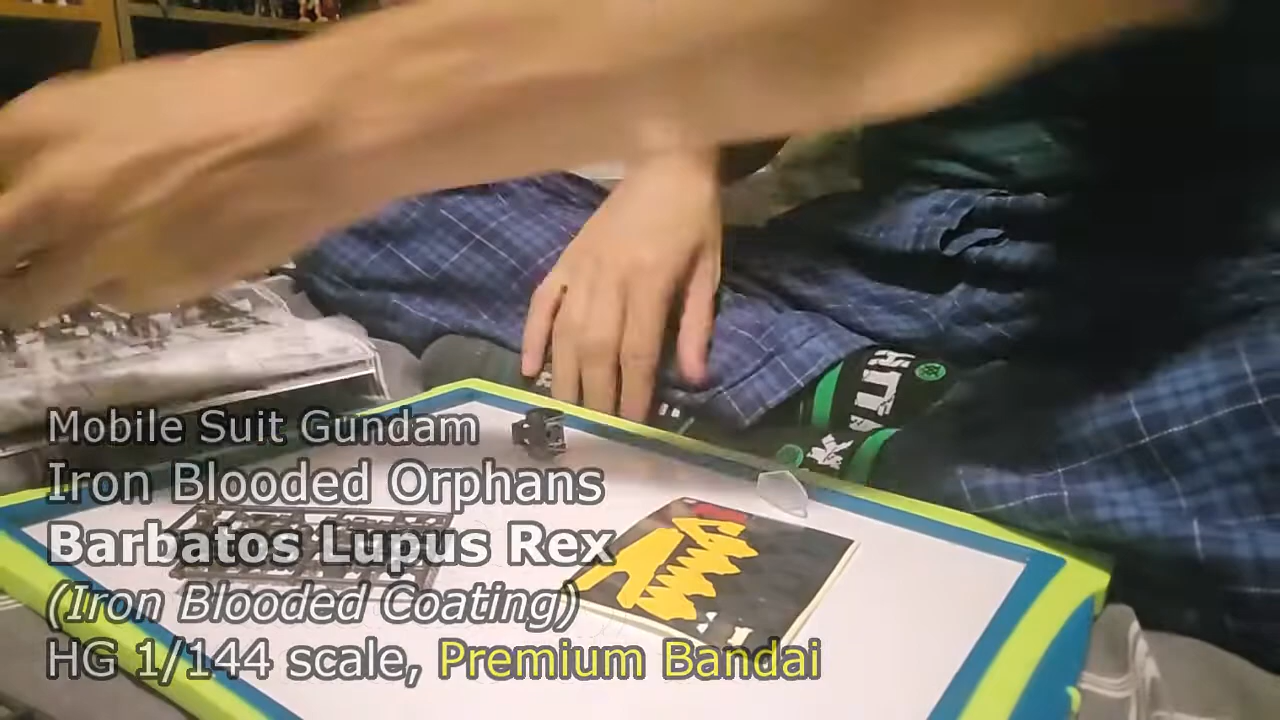 Mobile Suit Gundam
Iron Blooded Orphans
Barbatos Lupus Rex
(Iron Blooded Coating)
HG 1/144 scale, Premium Bandai